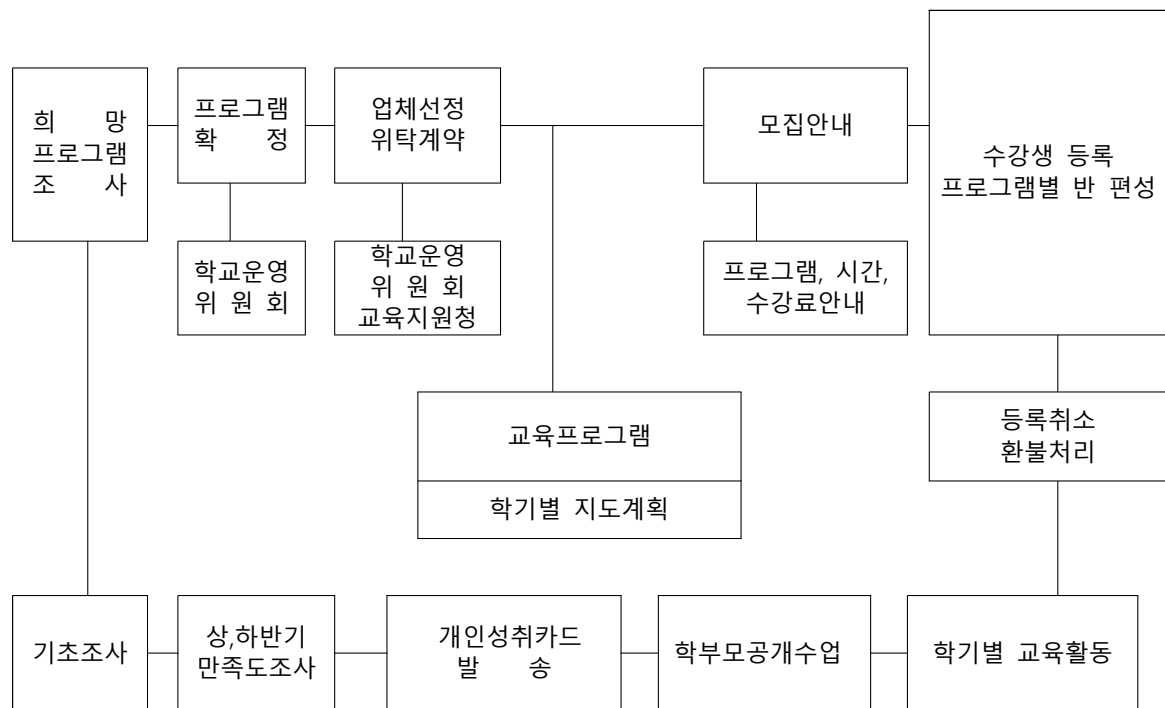 희 망
프로그램
조 사
프로그램
확 정
업체선정
위탁계약
모집안내
수강생 등록
프로그램별 반 편성
학교운영
위 원 회
학교운영
위 원 회
교육지원청
프로그램, 시간,
수강료안내
교육프로그램
학기별 지도계획
등록취소
환불처리
기초조사
상,하반기
만족도조사
개인성취카드
발 송
학부모공개수업
학기별 교육활동